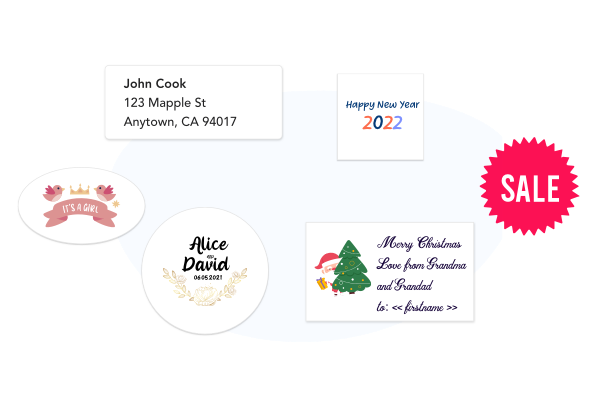 John Cook
123 Mapple St
Anytown, CA 94017
Happy New Year
2022
SALE
IT'S A GIRL
Alice
AND
David
06.05.2021
Merry Christmas
Love from Grandma
and Grandad
to: << firstname >>